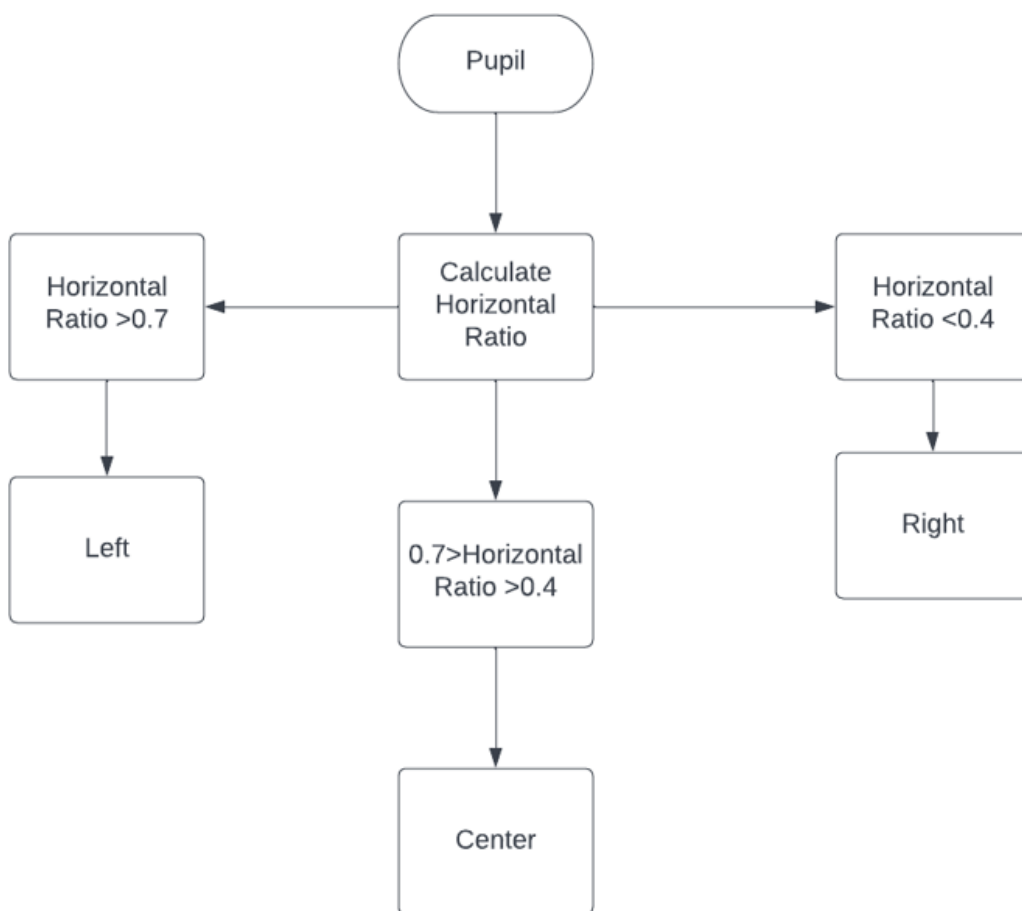 Pupil
Horizontal
Ratio >0.7
Calculate
Horizontal
Ratio
Horizontal
Ratio <0.4
Left
0.7>Horizontal
Ratio >0.4
Right
Center